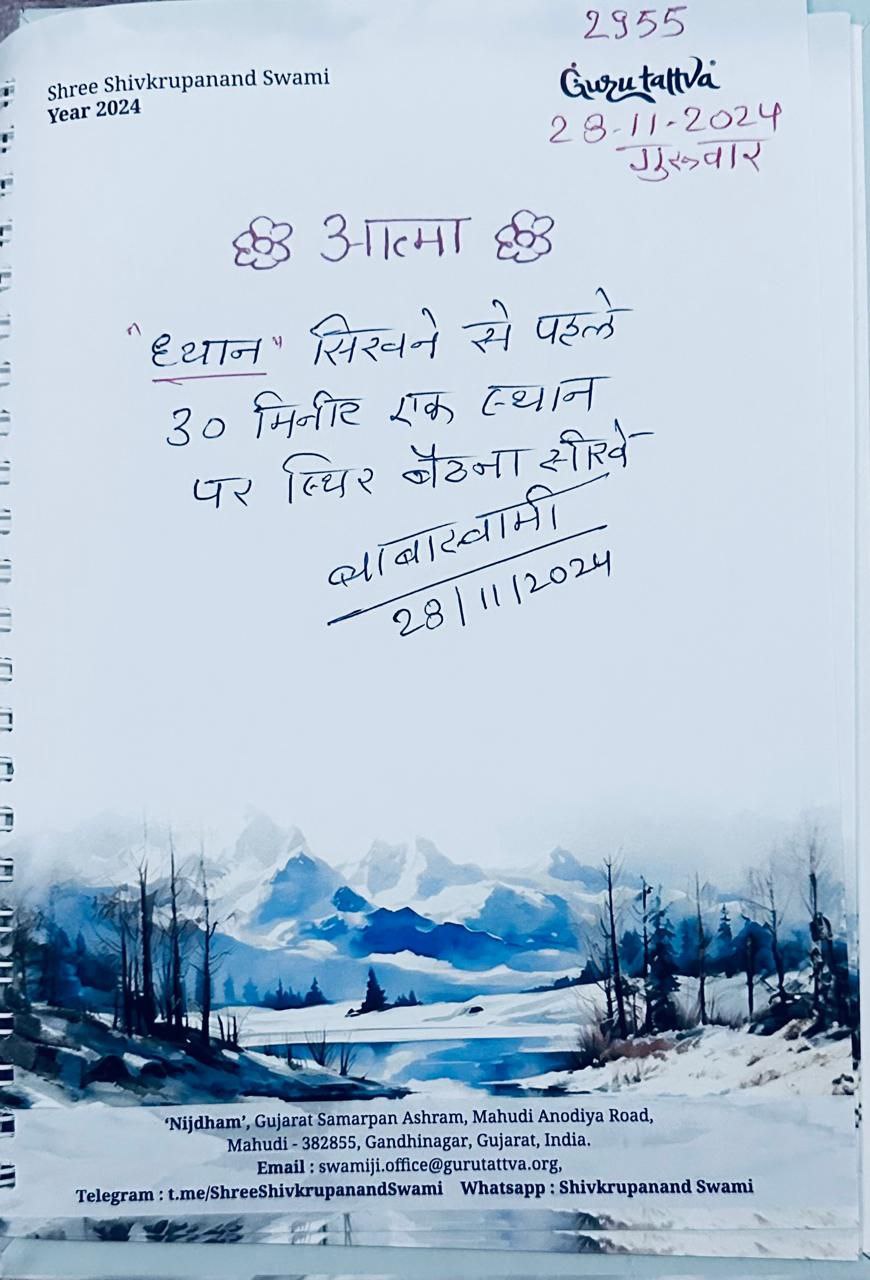 2955
Shree Shivkrupanand Swami
Year 2024
Gurutattva
28-11-2024
गुरुवार
आत्मा
"ध्यान" सिखने से पहले
30 मिनीट एक स्थान
पर स्थिर बैठना सीखे
बाबास्वामी
28/11/2024
'Nijdham', Gujarat Samarpan Ashram, Mahudi Anodiya Road,
Mahudi - 382855, Gandhinagar, Gujarat, India.
Email : swamiji.office@gurutattva.org,
Telegram : t.me/ShreeShivkrupanandSwami Whatsapp : Shivkrupanand Swami